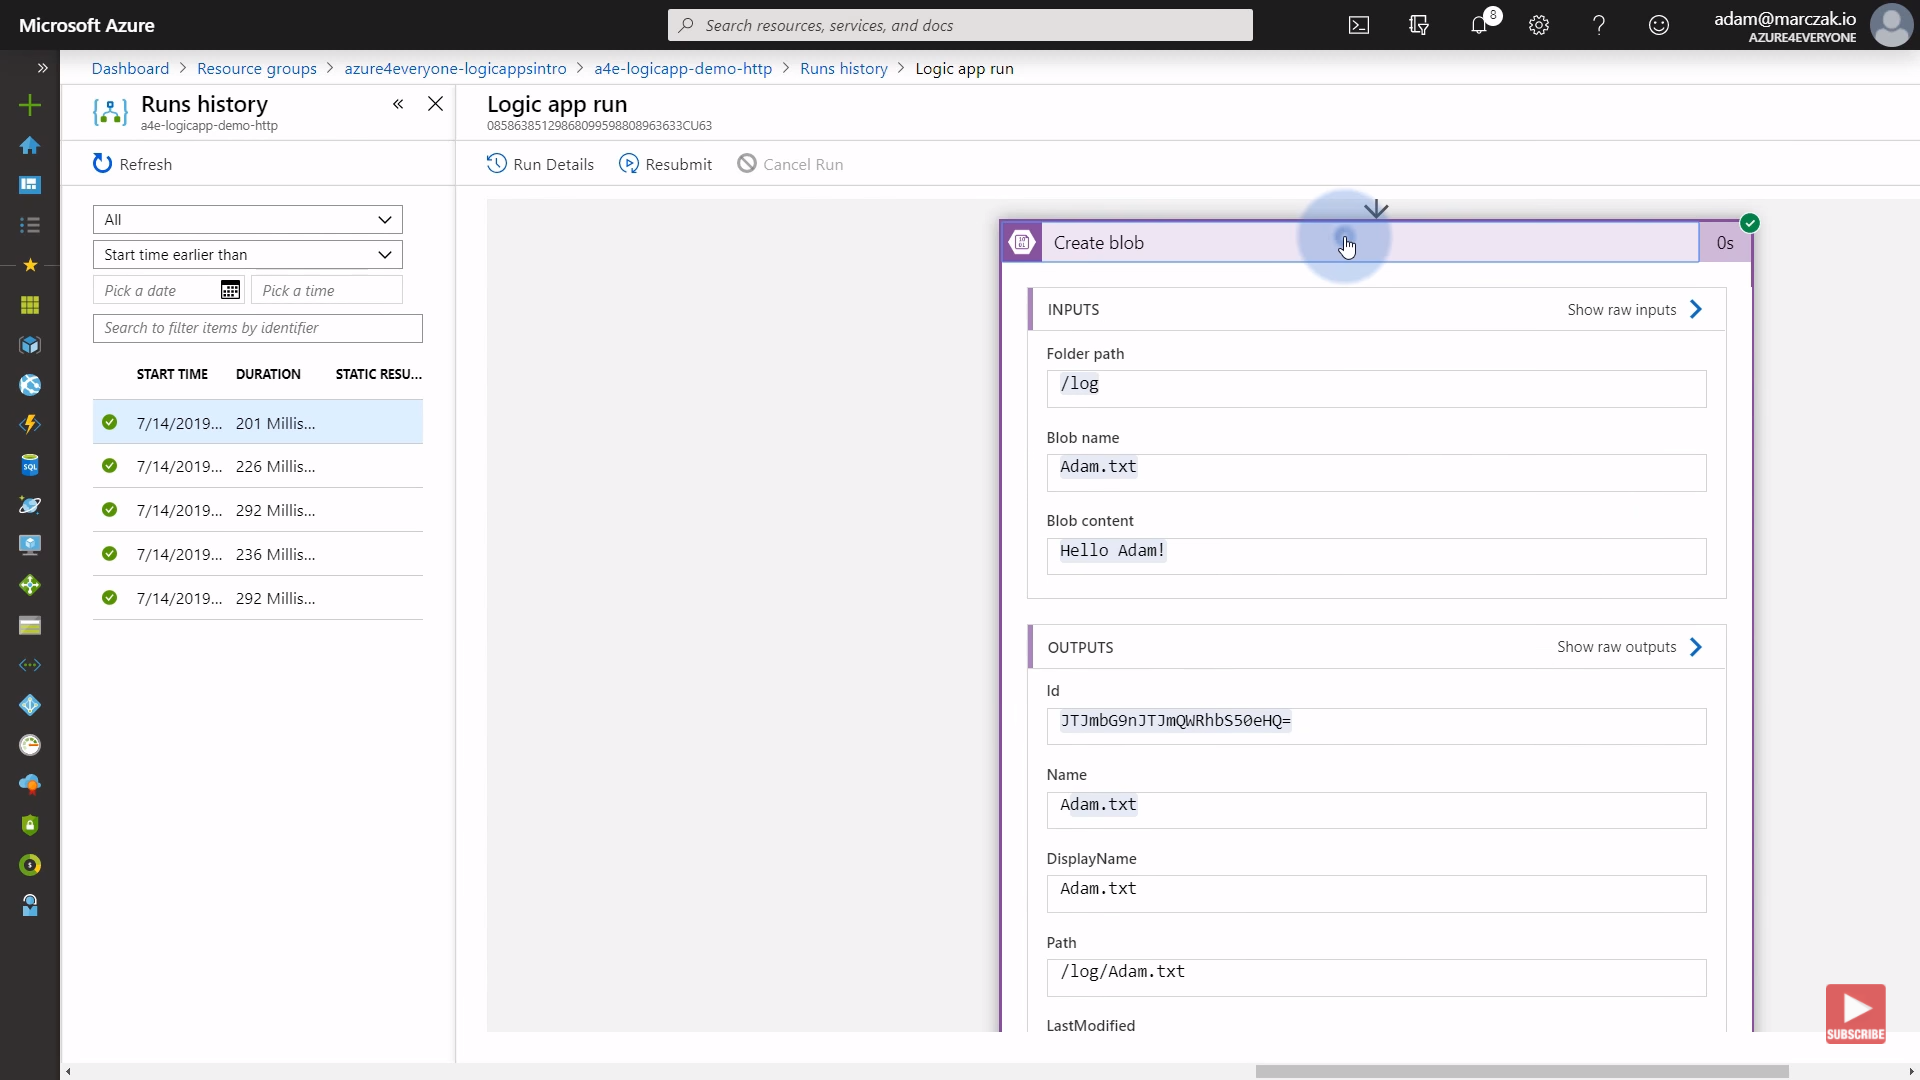 Microsoft Azure
Search resources, services, and docs
8
adam@marczak.io
AZURE4EVERYONE
Dashboard > Resource groups > azure4everyone-logicappsintro > a4e-logicapp-demo-http > Runs history > Logic app run
Runs history
a4e-logicapp-demo-http
Refresh
All
Start time earlier than
Pick a date
Pick a time
Search to filter items by identifier
START TIME DURATION STATIC RESU...
7/14/2019... 201 Millis...
7/14/2019... 226 Millis...
7/14/2019... 292 Millis...
7/14/2019... 236 Millis...
7/14/2019... 292 Millis...
Logic app run
08586385129868099598808963633CU63
Run Details
Resubmit
Cancel Run
Create blob
0s
INPUTS
Show raw inputs
Folder path
/log
Blob name
Adam.txt
Blob content
Hello Adam!
OUTPUTS
Show raw outputs
Id
JTJmbG9nJTJmQWRhbS50eHQ=
Name
Adam.txt
DisplayName
Adam.txt
Path
/log/Adam.txt
LastModified
SUBSCRIBE
SQL